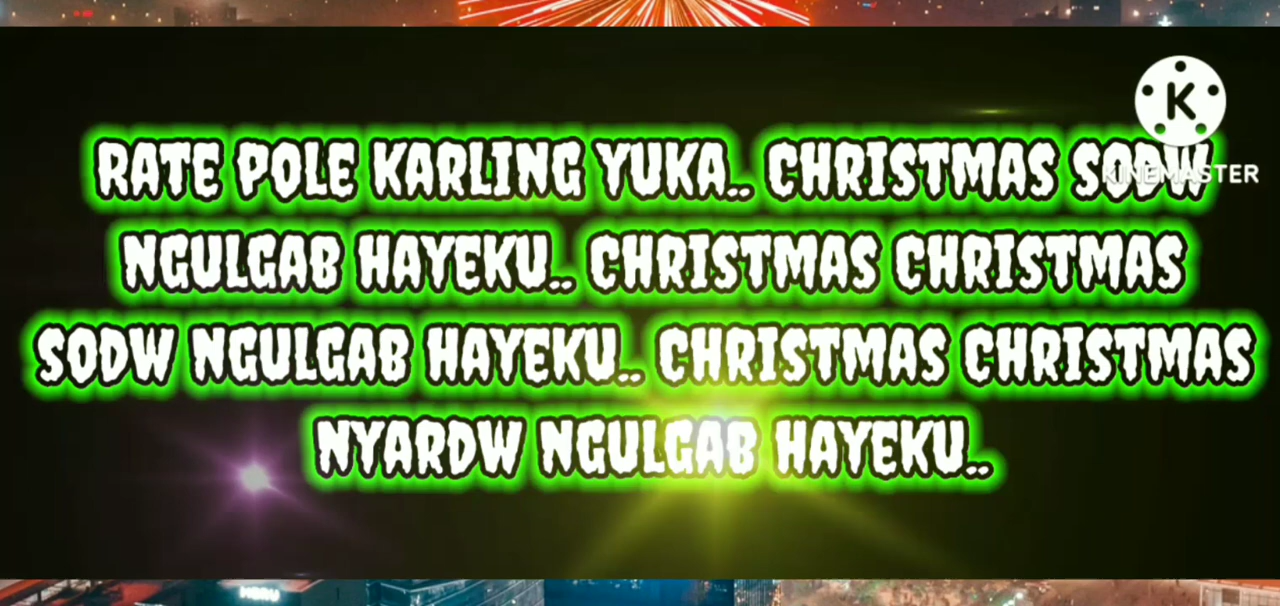 RATE POLE KARLING YUKA.. CHRISTMAS SODW
NGULGAB HAYEKU.. CHRISTMAS CHRISTMAS
SODW NGULGAB HAYEKU.. CHRISTMAS CHRISTMAS
NYARDW NGULGAB HAYEKU..
K
KINEMASTER